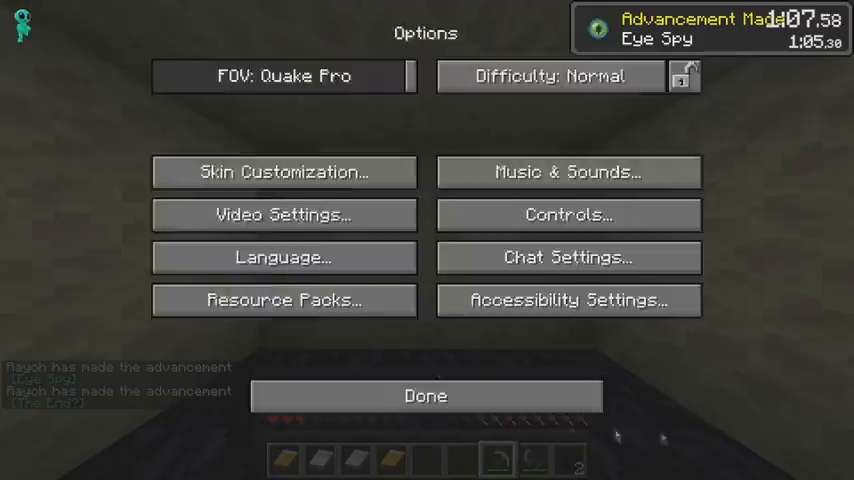 Options
Advancement Made
1:07.58
Eye Spy
1:05.30
FOV: Quake Pro
Difficulty: Normal
Skin Customization...
Music & Sounds...
Video Settings...
Controls...
Language...
Chat Settings...
Resource Packs...
Accessibility Settings...
Rayoh has made the advancement
[Eye Spy]
Rayoh has made the advancement
[The End?]
Done
2